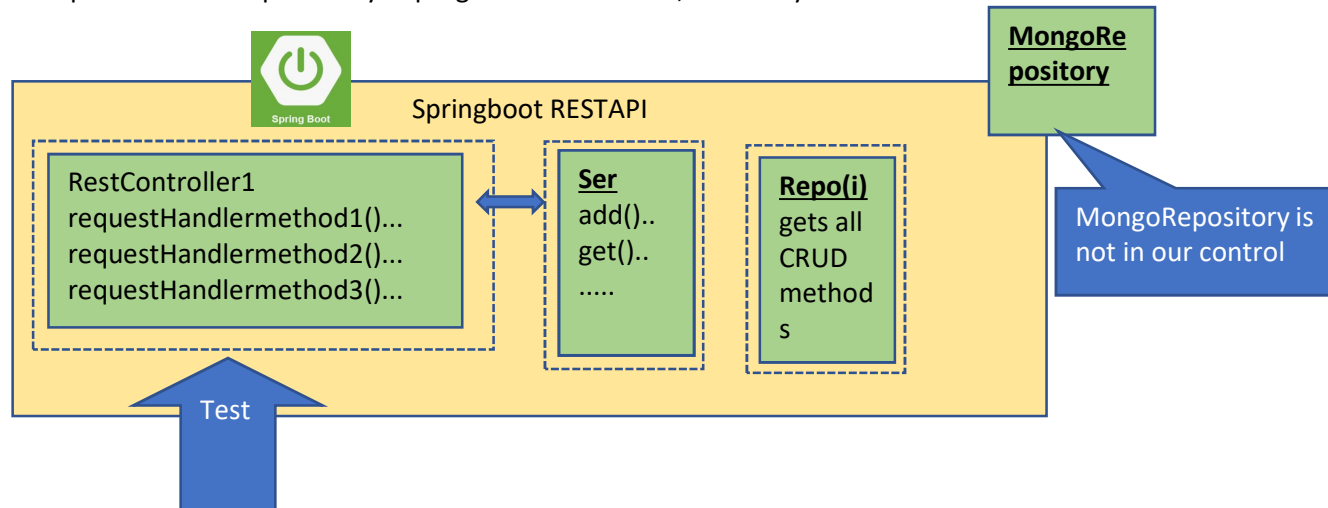 MongoRe
pository
Spring Boot
Springboot RESTAPI
RestController1
requestHandlermethod1()...
requestHandlermethod2()...
requestHandlermethod3()...
Ser
add()..
get()..
.....
Repo(i)
gets all
CRUD
method
s
MongoRepository is
not in our control
Test